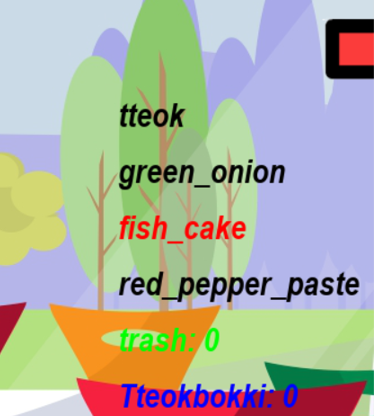 tteok
green_onion
fish_cake
red_pepper_paste
trash: 0
Tteokbokki: 0